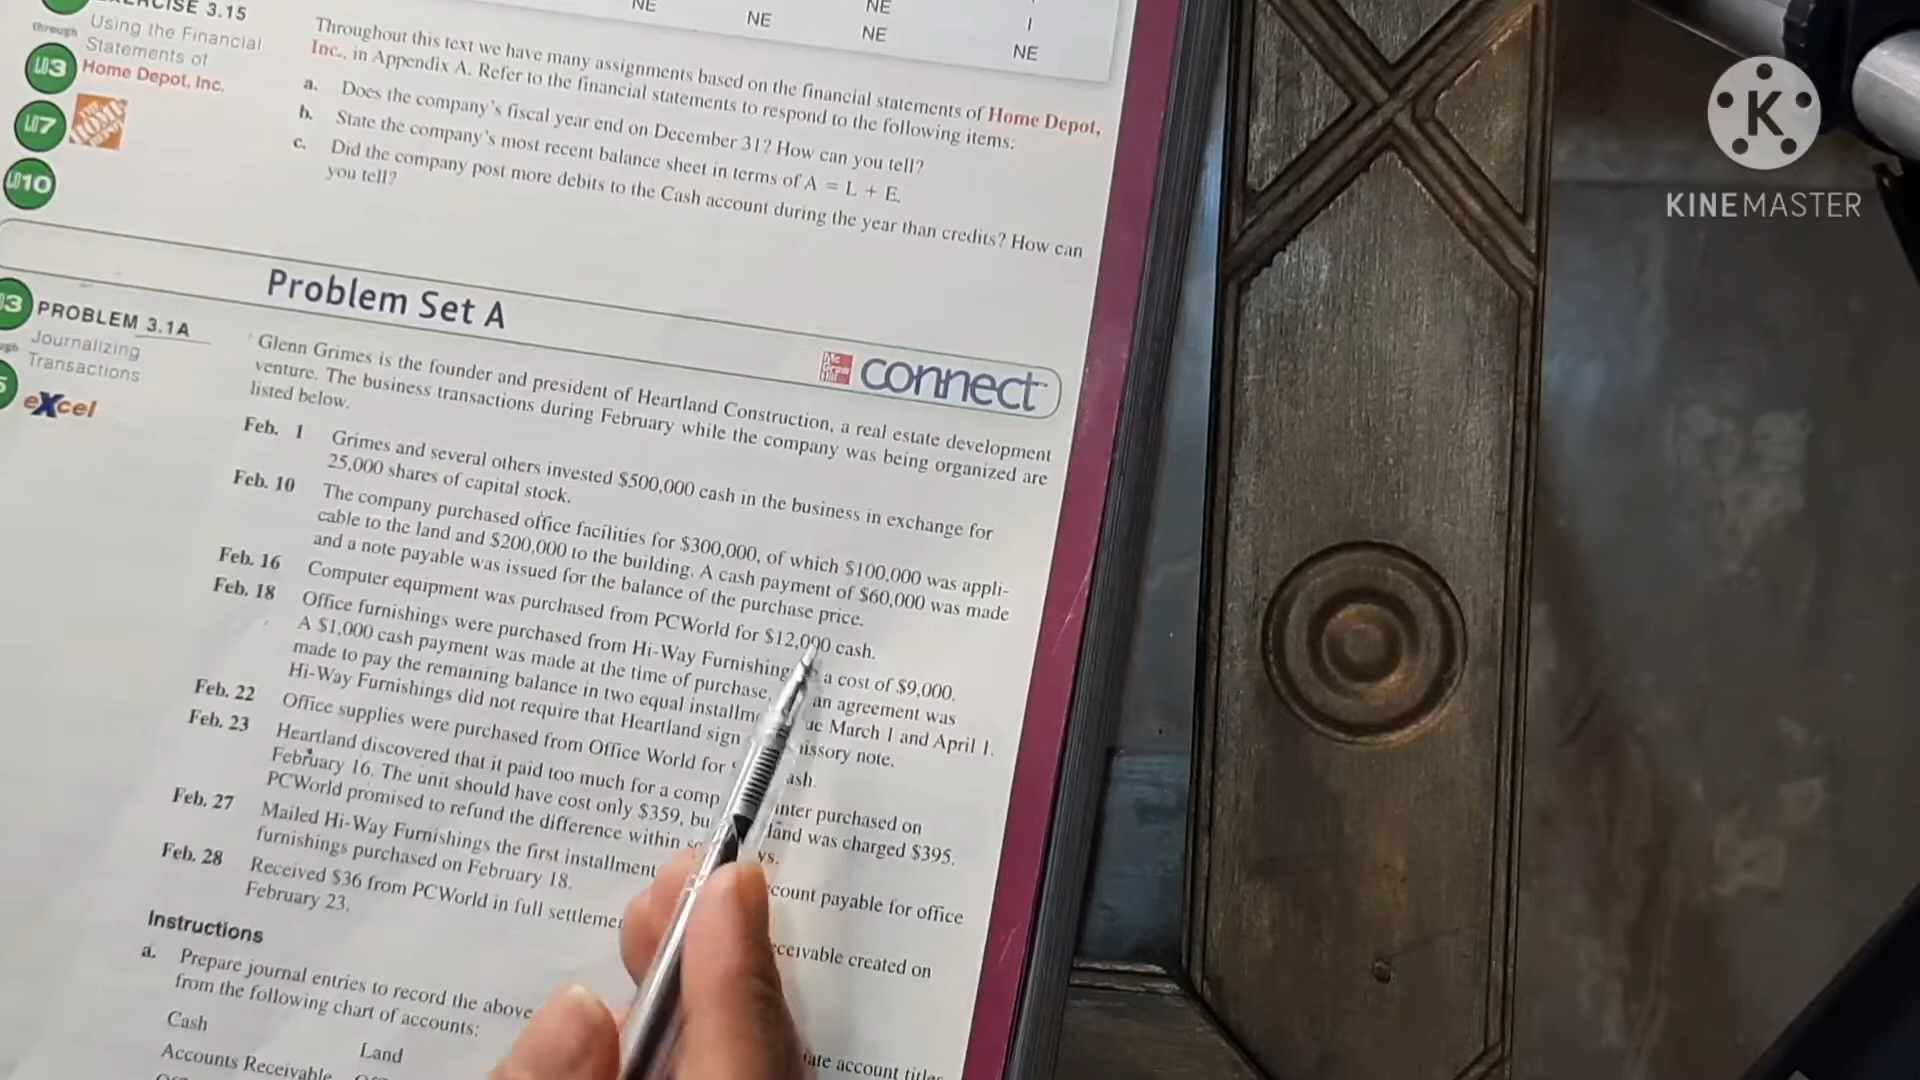 NE
NE
NE
NE
I
NE
EXERCISE 3.15
through
Using the Financial
Statements of
Home Depot, Inc.
LO3
LO7
LO10
Throughout this text we have many assignments based on the financial statements of Home Depot,
Inc., in Appendix A. Refer to the financial statements to respond to the following items:
a. Does the company's fiscal year end on December 31? How can you tell?
b. State the company's most recent balance sheet in terms of A = L + E.
c. Did the company post more debits to the Cash account during the year than credits? How can
you tell?
KINEMASTER
Problem Set A
Mc
Graw
Hill
connect
PROBLEM 3.1A
Journalizing
Transactions
eXcel
Glenn Grimes is the founder and president of Heartland Construction, a real estate development
venture. The business transactions during February while the company was being organized are
listed below.
Feb. 1 Grimes and several others invested $500,000 cash in the business in exchange for
25,000 shares of capital stock.
Feb. 10 The company purchased office facilities for $300,000, of which $100,000 was appli-
cable to the land and $200,000 to the building. A cash payment of $60,000 was made
and a note payable was issued for the balance of the purchase price.
Feb. 16 Computer equipment was purchased from PCWorld for $12,000 cash.
Feb. 18 Office furnishings were purchased from Hi-Way Furnishing a cost of $9,000.
A $1,000 cash payment was made at the time of purchase, an agreement was
made to pay the remaining balance in two equal installm ue March 1 and April 1.
Hi-Way Furnishings did not require that Heartland sign issory note.
Feb. 22 Office supplies were purchased from Office World for ash.
Feb. 23 Heartland discovered that it paid too much for a comp inter purchased on
February 16. The unit should have cost only $359, bu land was charged $395.
PCWorld promised to refund the difference within ys.
Feb. 27 Mailed Hi-Way Furnishings the first installment count payable for office
furnishings purchased on February 18.
Feb. 28 Received $36 from PCWorld in full settlemen ceivable created on
February 23.
Instructions
a. Prepare journal entries to record the above
from the following chart of accounts:
Cash
Land
Accounts Receivable
ate account titles